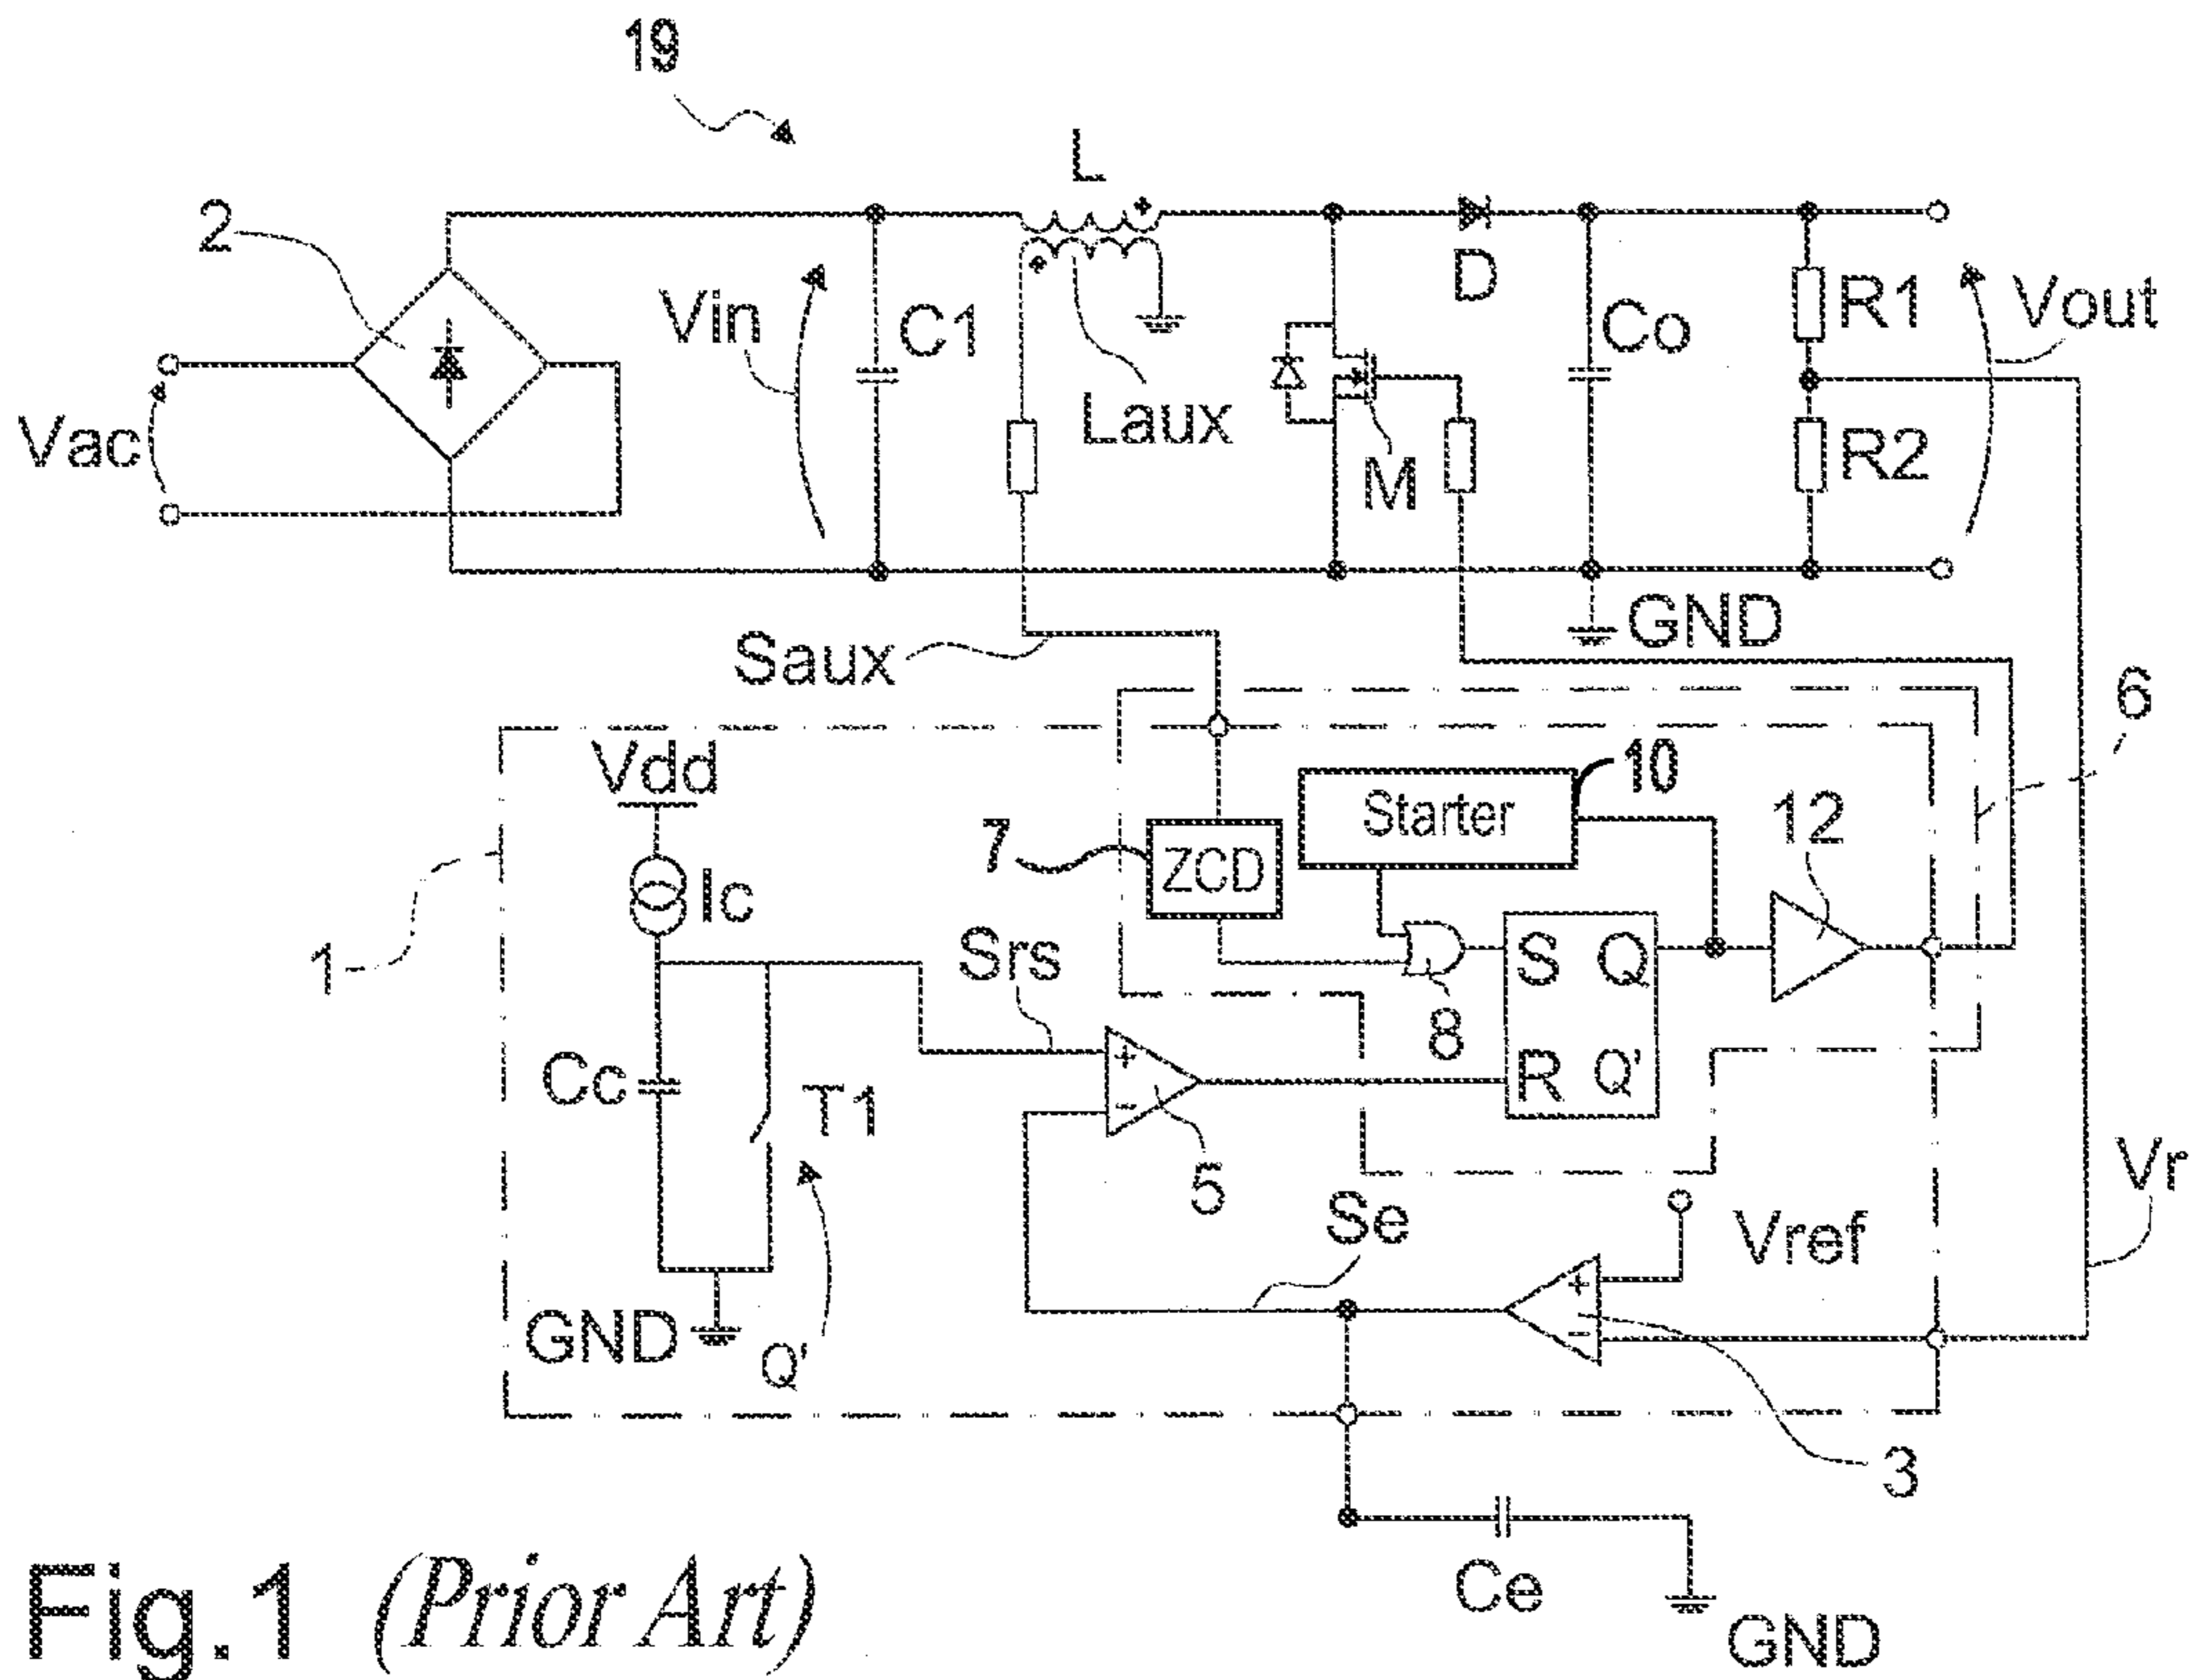 19
L
2
Vin
C1
D
Co
R1
Vout
Laux
Vac
M
R2
GND
Saux
6
Vdd
10
Starter
12
7
ZCD
Ic
1
Srs
S Q
8
Cc
T1
+
-
R Q'
5
Se
Vref
Vr
+
-
GND
Q'
3
Ce
GND
Fig.1 (Prior Art)